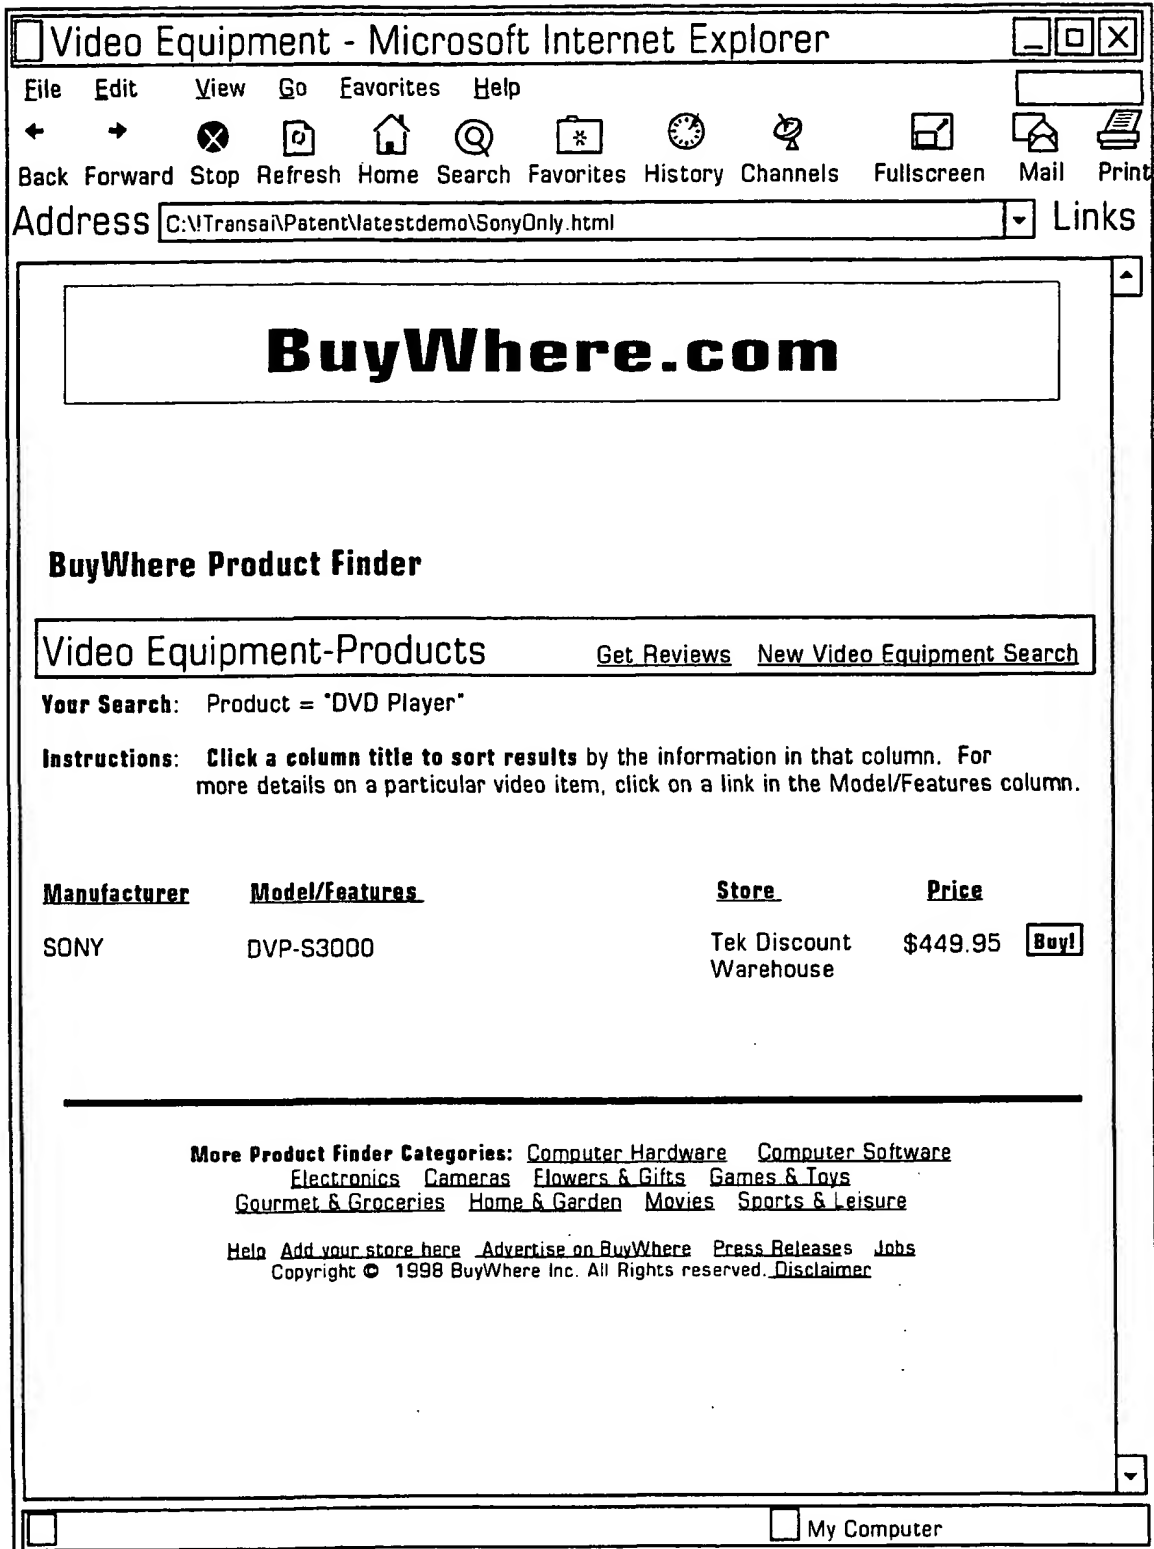 Video Equipment - Microsoft Internet Explorer
File Edit View Go Favorites Help
Back Forward Stop Refresh Home Search Favorites History Channels Fullscreen Mail Print
Address C:\!Transai\Patent\latestdemo\SonyOnly.html Links
BuyWhere.com
BuyWhere Product Finder
Video Equipment-Products Get Reviews New Video Equipment Search
Your Search: Product = "DVD Player"
Instructions: Click a column title to sort results by the information in that column. For
more details on a particular video item, click on a link in the Model/Features column.
Manufacturer Model/Features Store Price
SONY DVP-S3000 Tek Discount $449.95 Buy!
Warehouse
More Product Finder Categories: Computer Hardware Computer Software
Electronics Cameras Flowers & Gifts Games & Toys
Gourmet & Groceries Home & Garden Movies Sports & Leisure
Help Add your store here Advertise on BuyWhere Press Releases Jobs
Copyright © 1998 BuyWhere Inc. All Rights reserved. Disclaimer
My Computer